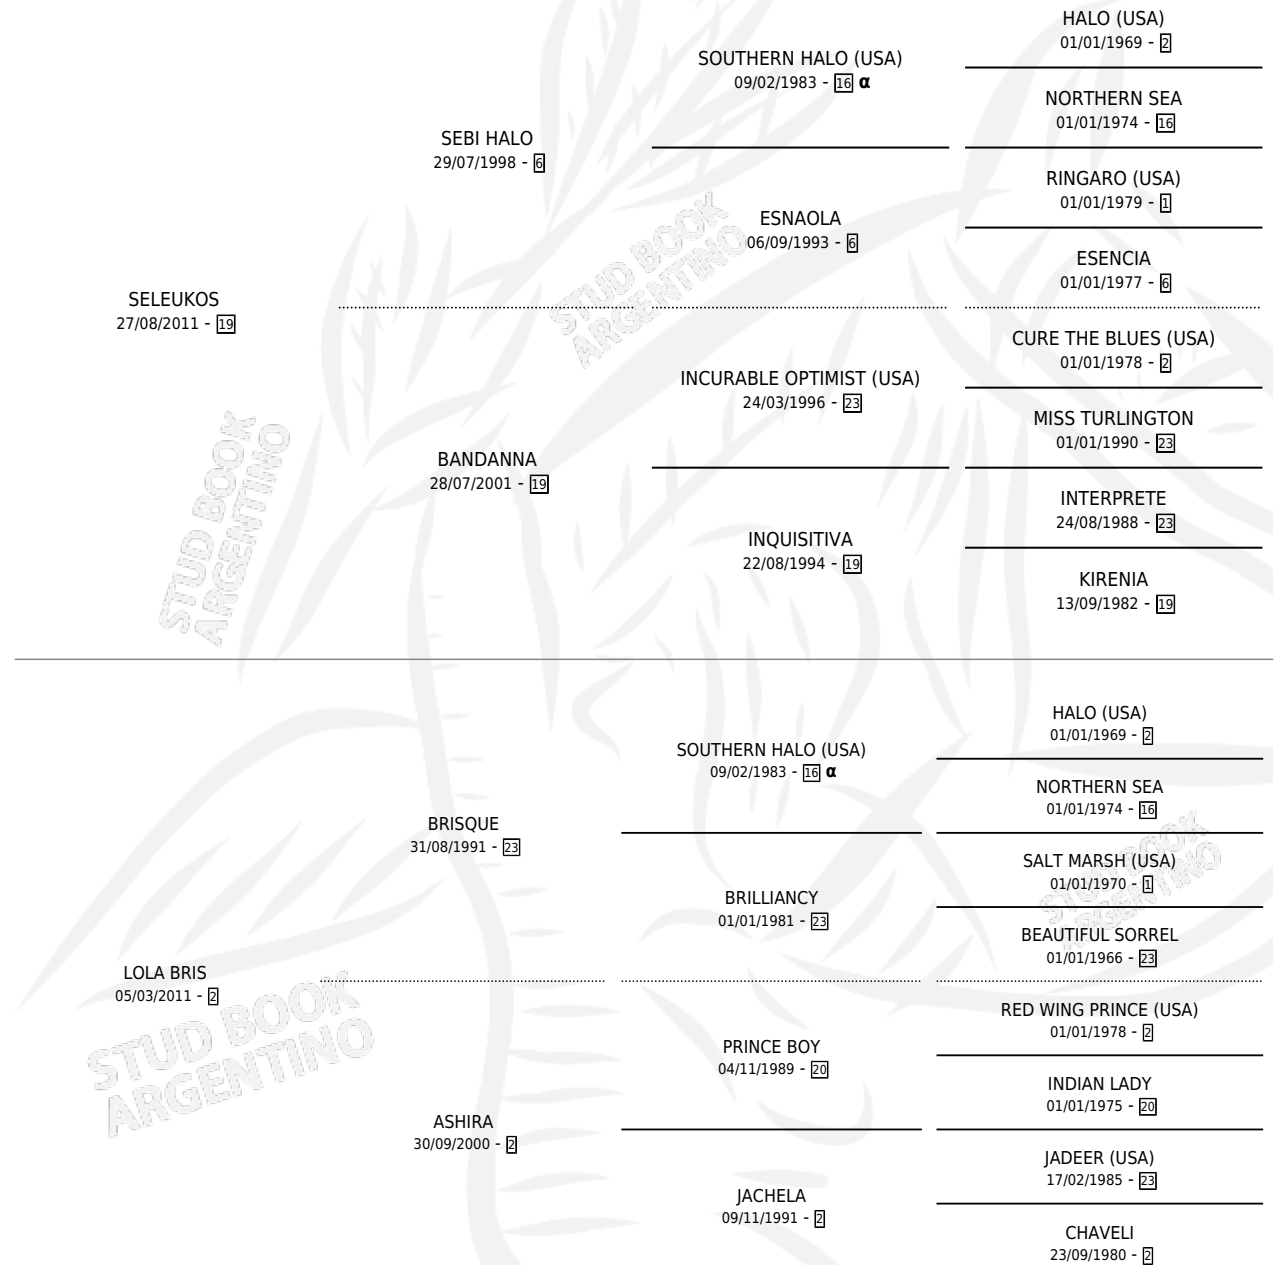 HALO (USA)
01/01/1969 - 2
SOUTHERN HALO (USA)
09/02/1983 - 16 α
NORTHERN SEA
01/01/1974 - 16
SEBI HALO
29/07/1998 - 6
RINGARO (USA)
01/01/1979 - 1
ESNAOLA
06/09/1993 - 6
ESENCIA
01/01/1977 - 6
STUD BOOK
ARGENTINO
SELEUKOS
27/08/2011 - 19
CURE THE BLUES (USA)
01/01/1978 - 2
INCURABLE OPTIMIST (USA)
24/03/1996 - 23
MISS TURLINGTON
01/01/1990 - 23
BANDANNA
28/07/2001 - 19
INTERPRETE
24/08/1988 - 23
INQUISITIVA
22/08/1994 - 19
KIRENIA
13/09/1982 - 19
STUD BOOK
ARGENTINO
HALO (USA)
01/01/1969 - 2
SOUTHERN HALO (USA)
09/02/1983 - 16 α
NORTHERN SEA
01/01/1974 - 16
BRISQUE
31/08/1991 - 23
SALT MARSH (USA)
01/01/1970 - 1
BRILLIANCY
01/01/1981 - 23
BEAUTIFUL SORREL
01/01/1966 - 23
STUD BOOK
ARGENTINO
LOLA BRIS
05/03/2011 - 2
RED WING PRINCE (USA)
01/01/1978 - 2
PRINCE BOY
04/11/1989 - 20
INDIAN LADY
01/01/1975 - 20
STUD BOOK
ARGENTINO
ASHIRA
30/09/2000 - 2
JADEER (USA)
17/02/1985 - 23
JACHELA
09/11/1991 - 2
CHAVELI
23/09/1980 - 2